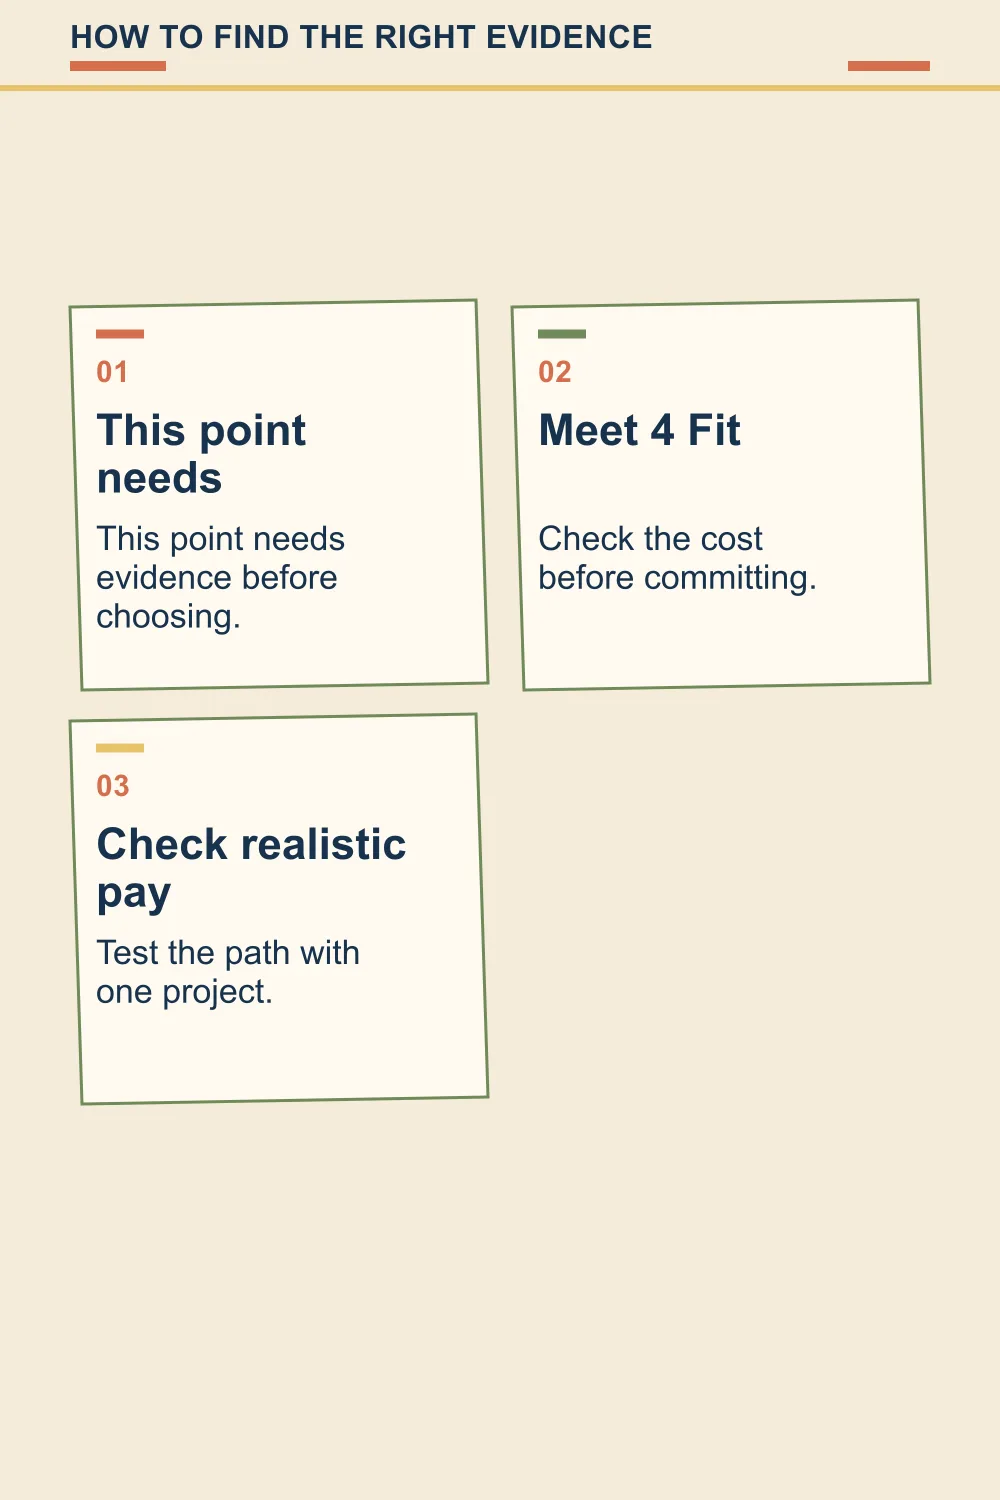 HOW TO FIND THE RIGHT EVIDENCE
01
This point
needs
This point needs
evidence before
choosing.
02
Meet 4 Fit
Check the cost
before committing.
03
Check realistic
pay
Test the path with
one project.